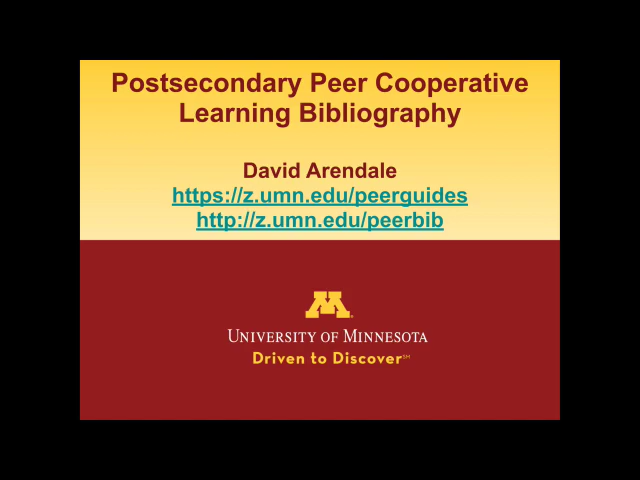 Postsecondary Peer Cooperative
Learning Bibliography
David Arendale
https://z.umn.edu/peerguides
http://z.umn.edu/peerbib
M
UNIVERSITY OF MINNESOTA
Driven to Discover℠